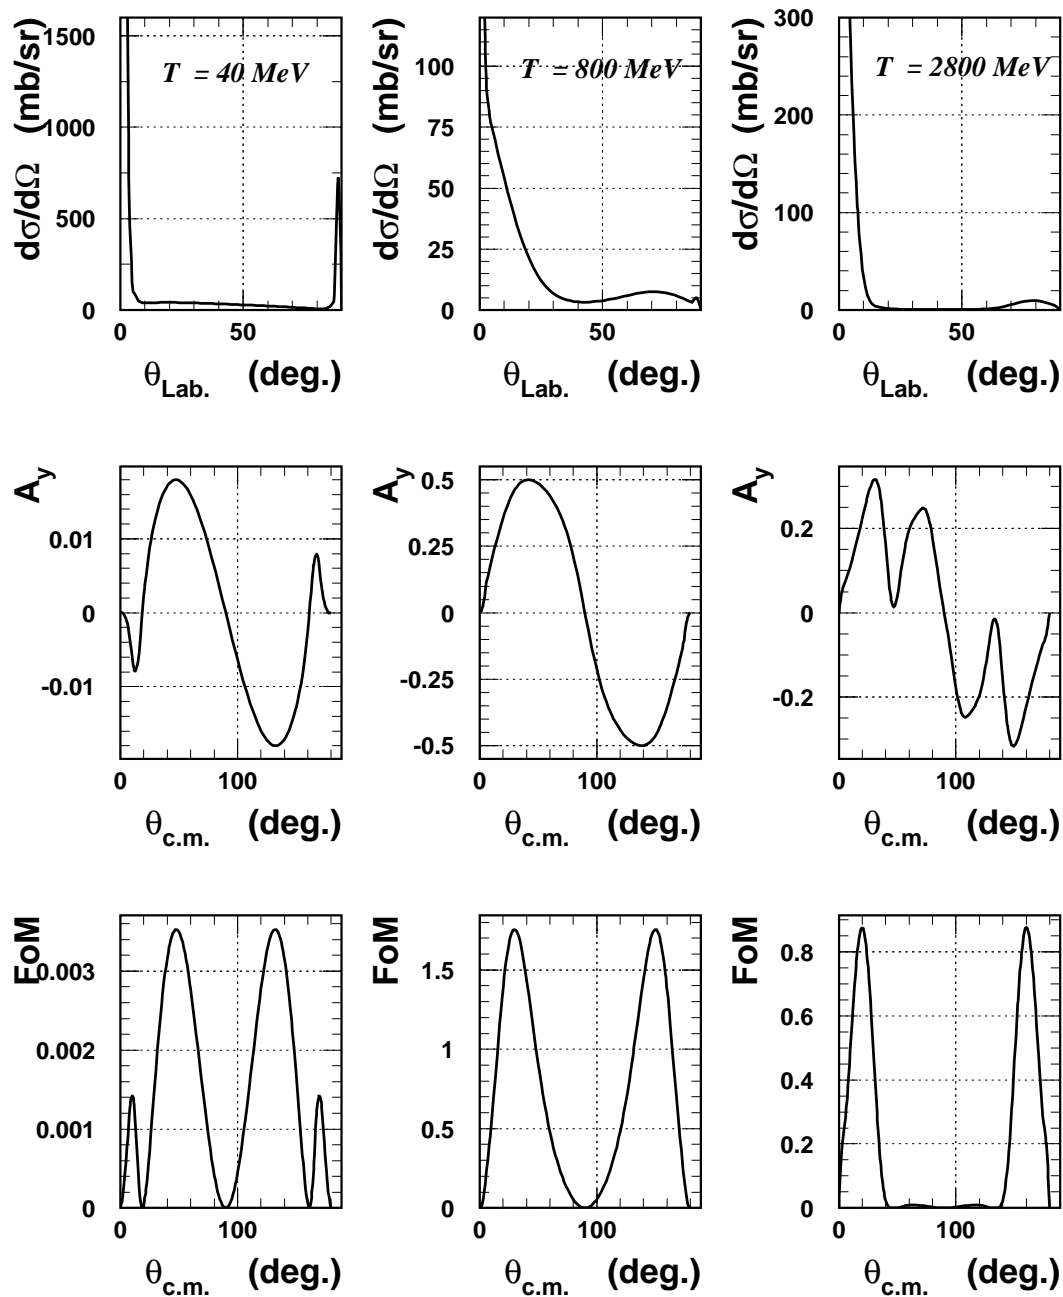 dσ/dΩ (mb/sr)
1500
1000
500
0
T = 40 MeV
0 50
θLab. (deg.)
dσ/dΩ (mb/sr)
100
75
50
25
0
T = 800 MeV
0 50
θLab. (deg.)
dσ/dΩ (mb/sr)
300
200
100
0
T = 2800 MeV
0 50
θLab. (deg.)
Ay
0.01
0
-0.01
0 100
θc.m. (deg.)
Ay
0.5
0.25
0
-0.25
-0.5
0 100
θc.m. (deg.)
Ay
0.2
0
-0.2
0 100
θc.m. (deg.)
FoM
0.003
0.002
0.001
0
0 100
θc.m. (deg.)
FoM
1.5
1
0.5
0
0 100
θc.m. (deg.)
FoM
0.8
0.6
0.4
0.2
0
0 100
θc.m. (deg.)